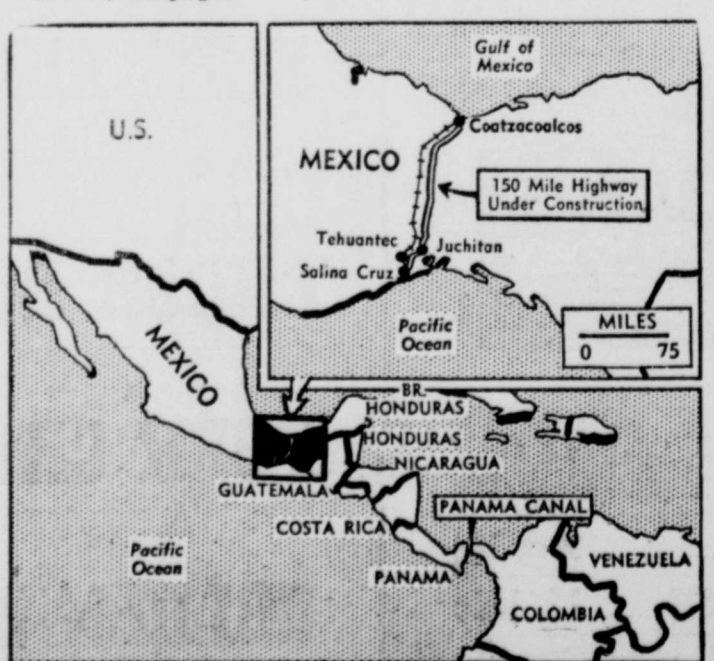 U.S.
Gulf of
Mexico
Coatzacoalcos
MEXICO
150 Mile Highway
Under Construction
Tehuantec
Juchitan
Salina Cruz
Pacific
Ocean
MILES
0 75
MEXICO
BR.
HONDURAS
HONDURAS
NICARAGUA
GUATEMALA
PANAMA CANAL
COSTA RICA
Pacific
Ocean
VENEZUELA
PANAMA
COLOMBIA